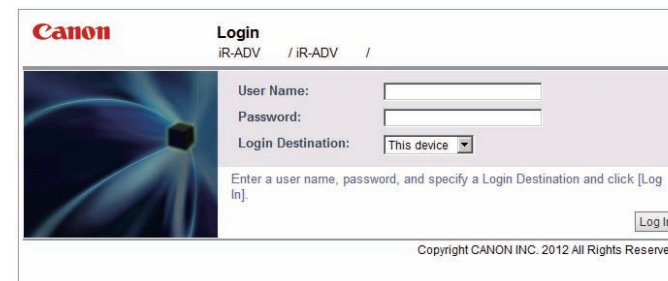 Canon
Login
iR-ADV / iR-ADV /
User Name:
Password:
Login Destination: This device
Enter a user name, password, and specify a Login Destination and click [Log
In].
Log In
Copyright CANON INC. 2012 All Rights Reserve